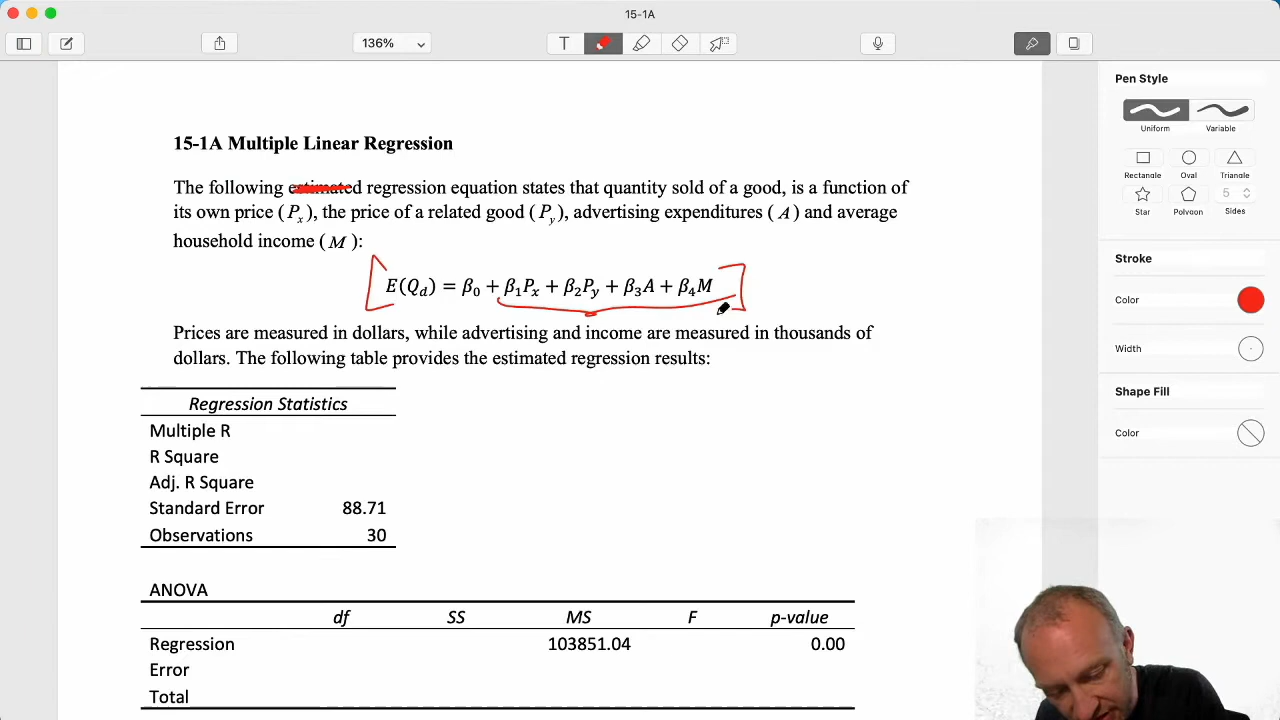 15-1A
136%
T
Pen Style
Uniform
Variable
Rectangle
Oval
Triangle
Star
Polygon
5
Sides
Stroke
Color
Width
Shape Fill
Color
15-1A Multiple Linear Regression
The following estimated regression equation states that quantity sold of a good, is a function of
its own price (Pₓ), the price of a related good (P_y), advertising expenditures (A) and average
household income (M):
E(Q_d) = β₀ + β₁Pₓ + β₂P_y + β₃A + β₄M
Prices are measured in dollars, while advertising and income are measured in thousands of
dollars. The following table provides the estimated regression results:
Regression Statistics
Multiple R
R Square
Adj. R Square
Standard Error 88.71
Observations 30
ANOVA
df SS MS F p-value
Regression 103851.04 0.00
Error
Total